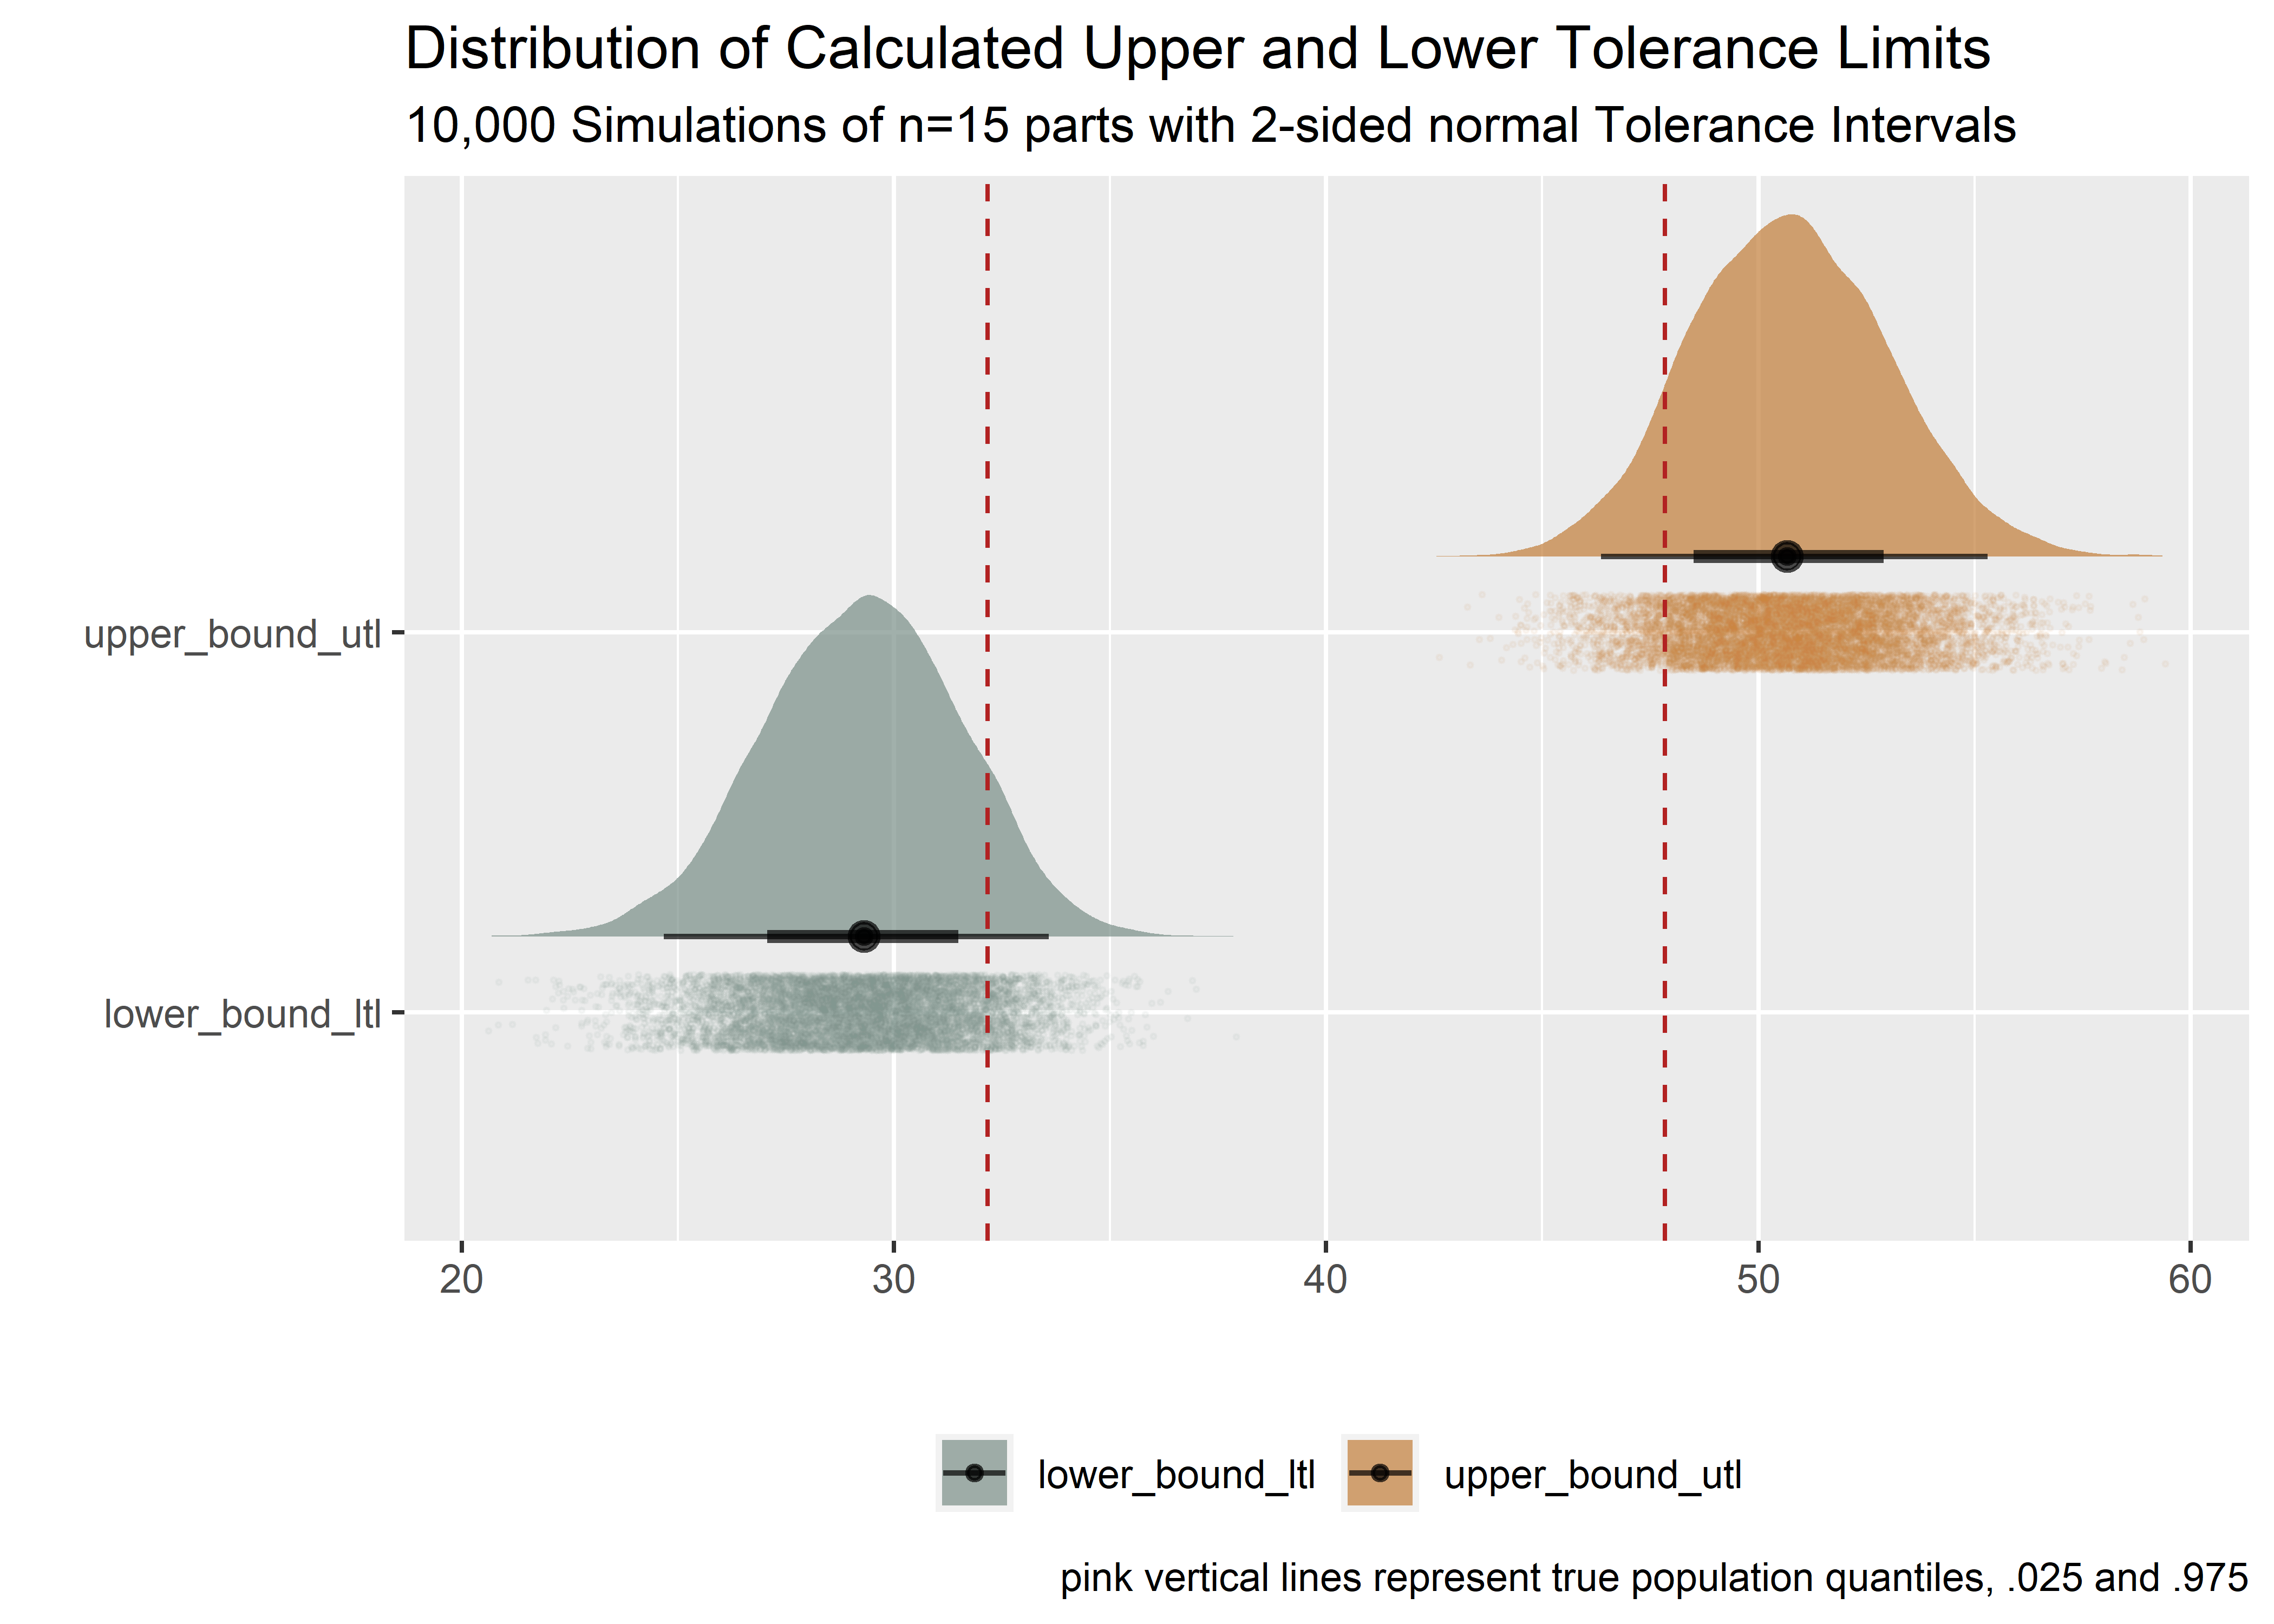 Distribution of Calculated Upper and Lower Tolerance Limits
10,000 Simulations of n=15 parts with 2-sided normal Tolerance Intervals
upper_bound_utl
lower_bound_ltl
20 30 40 50 60
lower_bound_ltl upper_bound_utl
pink vertical lines represent true population quantiles, .025 and .975